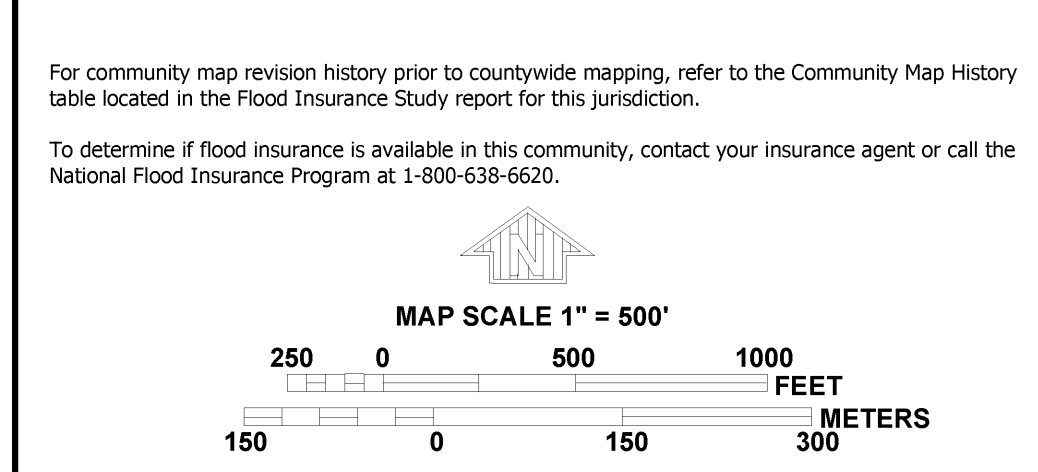 For community map revision history prior to countywide mapping, refer to the Community Map History
table located in the Flood Insurance Study report for this jurisdiction.
To determine if flood insurance is available in this community, contact your insurance agent or call the
National Flood Insurance Program at 1-800-638-6620.
N
MAP SCALE 1" = 500'
250 0 500 1000
FEET
METERS
150 0 150 300